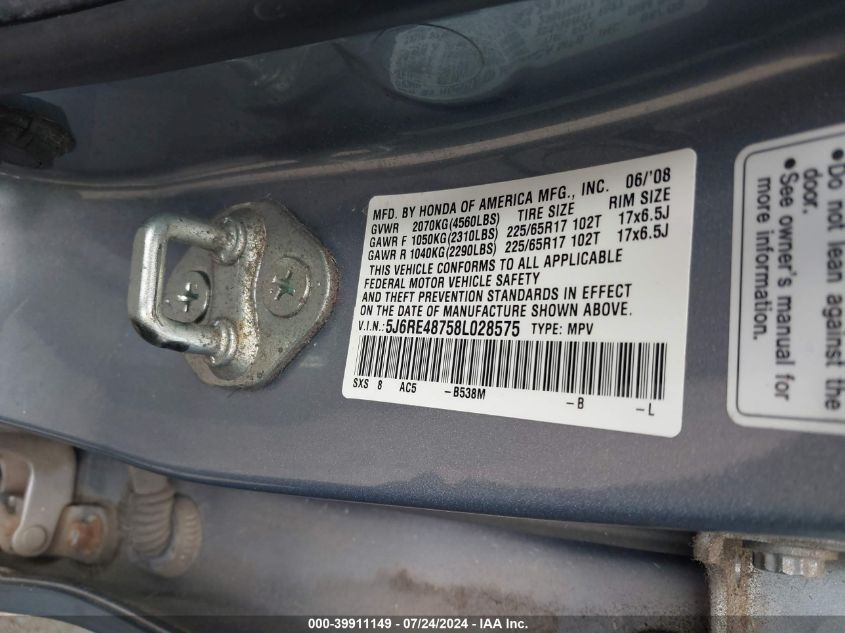 MFD. BY HONDA OF AMERICA MFG., INC. 06/'08
GVWR 2070KG(4560LBS) TIRE SIZE RIM SIZE
GAWR F 1050KG(2310LBS) 225/65R17 102T 17x6.5J
GAWR R 1040KG(2290LBS) 225/65R17 102T 17x6.5J
THIS VEHICLE CONFORMS TO ALL APPLICABLE
FEDERAL MOTOR VEHICLE SAFETY
AND THEFT PREVENTION STANDARDS IN EFFECT
ON THE DATE OF MANUFACTURE SHOWN ABOVE.
V.I.N.: 5J6RE48758L028575 TYPE: MPV
SXS 8 AC5 -B538M -B -L
• Do not lean against the
door.
• See owner's manual for
more information.
000-39911149 - 07/24/2024 - IAA Inc.